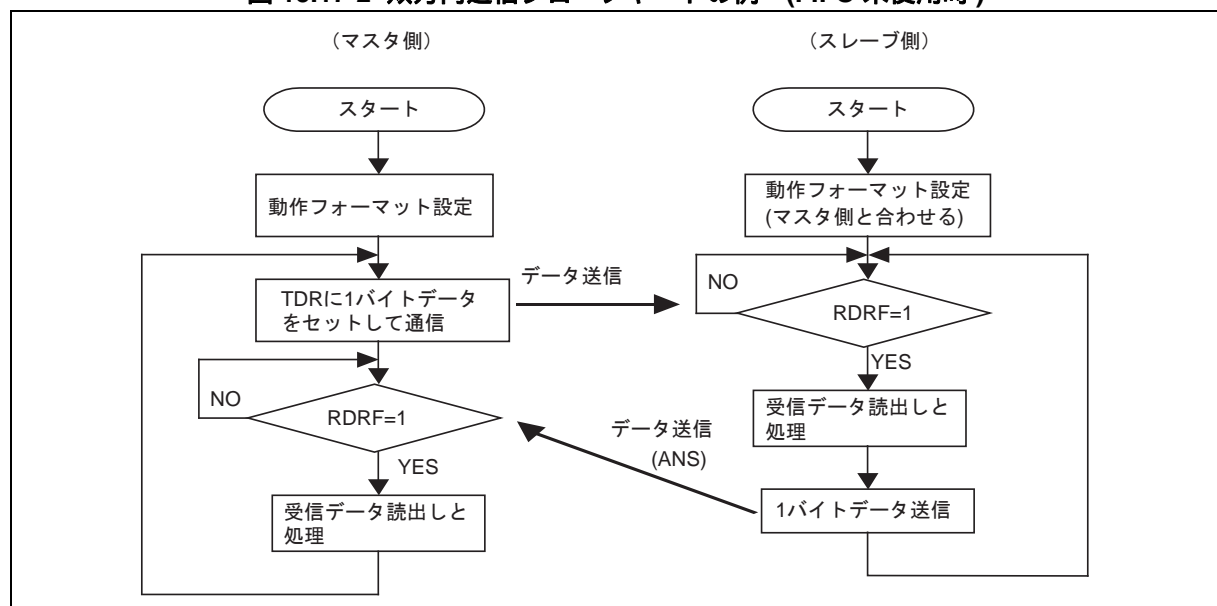 (マスタ側)
スタート
動作フォーマット設定
TDRに1バイトデータ
をセットして通信
NO
RDRF=1
YES
受信データ読出しと
処理
データ送信
データ送信
(ANS)
(スレーブ側)
スタート
動作フォーマット設定
(マスタ側と合わせる)
NO
RDRF=1
YES
受信データ読出しと
処理
1バイトデータ送信